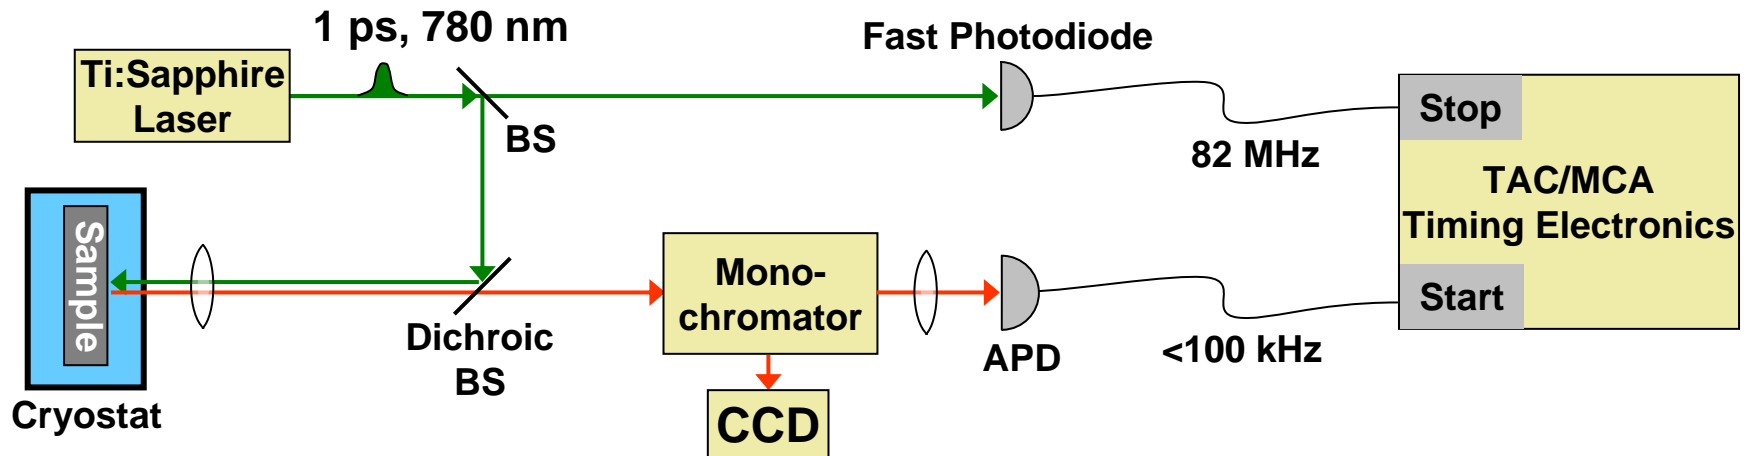 1 ps, 780 nm
Ti:Sapphire
Laser
BS
Fast Photodiode
82 MHz
Stop
TAC/MCA
Timing Electronics
Start
Sample
Cryostat
Dichroic
BS
Mono-
chromator
CCD
APD
<100 kHz